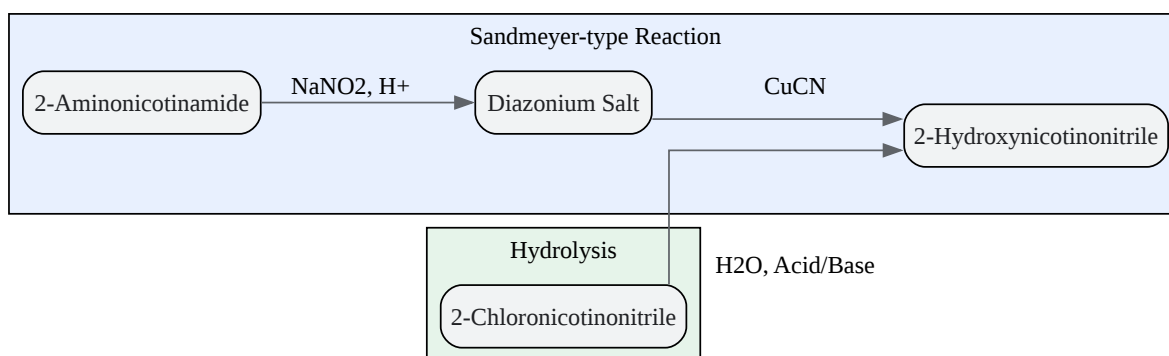 Sandmeyer-type Reaction
2-Aminonicotinamide
NaNO2, H+
Diazonium Salt
CuCN
2-Hydroxynicotinonitrile
Hydrolysis
H2O, Acid/Base
2-Chloronicotinonitrile